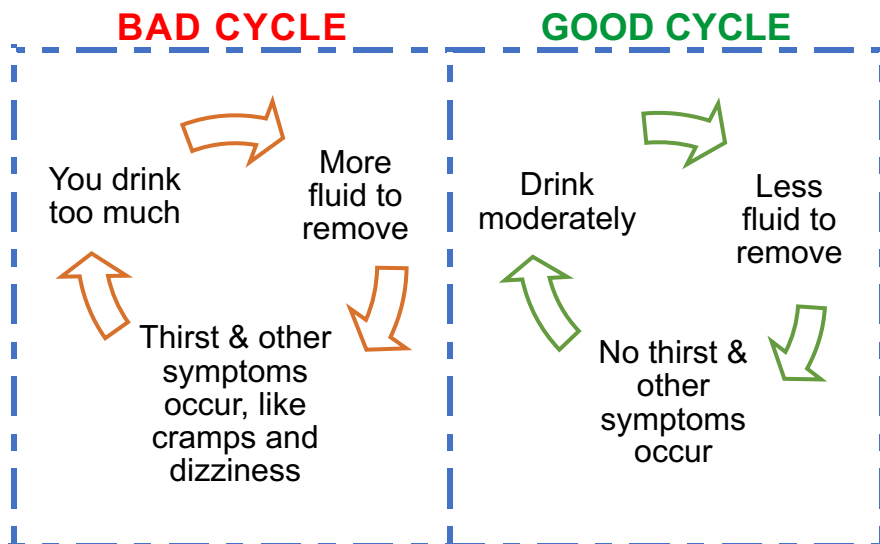 BAD CYCLE
You drink
too much
More
fluid to
remove
Thirst & other
symptoms
occur, like
cramps and
dizziness
GOOD CYCLE
Drink
moderately
Less
fluid to
remove
No thirst &
other
symptoms
occur